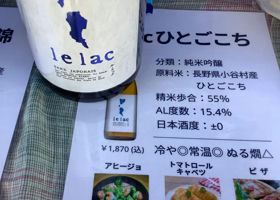 錦
lelac
SAKE JAPONAIS
cひとごこち
分類：純米吟醸
原料米：長野県小谷村産
ひとごこち
精米歩合：55%
AL度数：15.4%
日本酒度：±0
¥1,870(込)
冷や◎常温◎ ぬる燗△
アヒージョ
トマトロール
キャベツ
ピザ